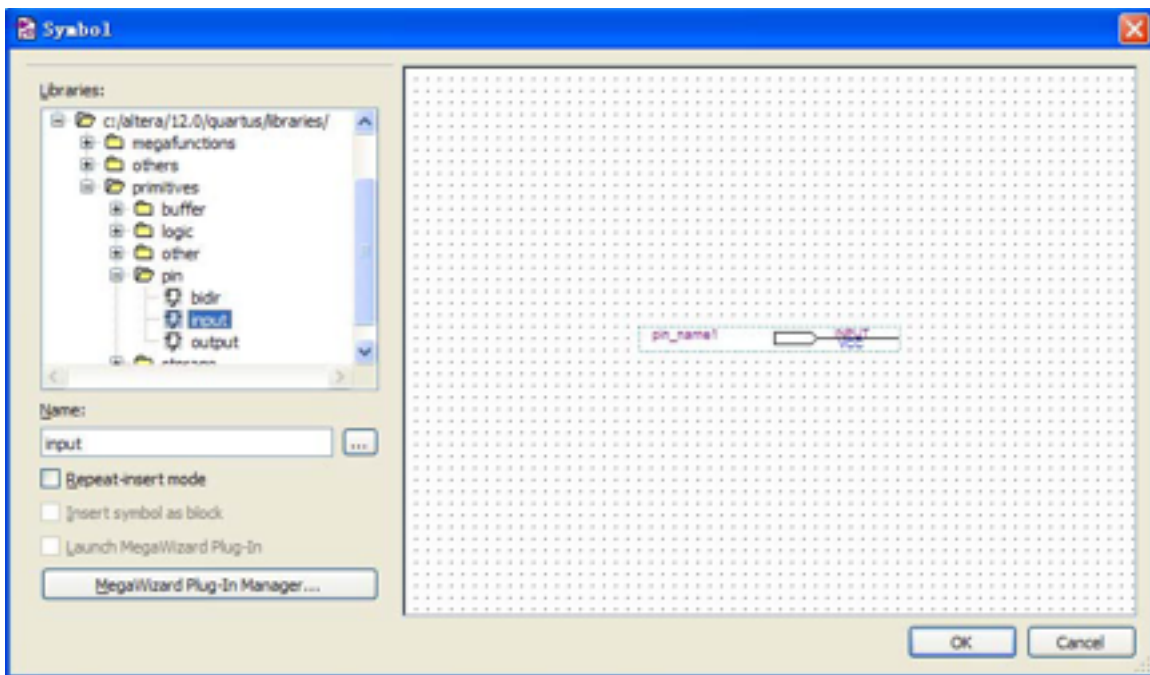 Symbol
Libraries:
c:/altera/12.0/quartus/libraries/
megafunctions
others
primitives
buffer
logic
other
pin
bidir
input
output
storage
Name:
input
...
Repeat-insert mode
Insert symbol as block
Launch MegaWizard Plug-In
MegaWizard Plug-In Manager...
pin_name1
INPUT
VCC
OK
Cancel